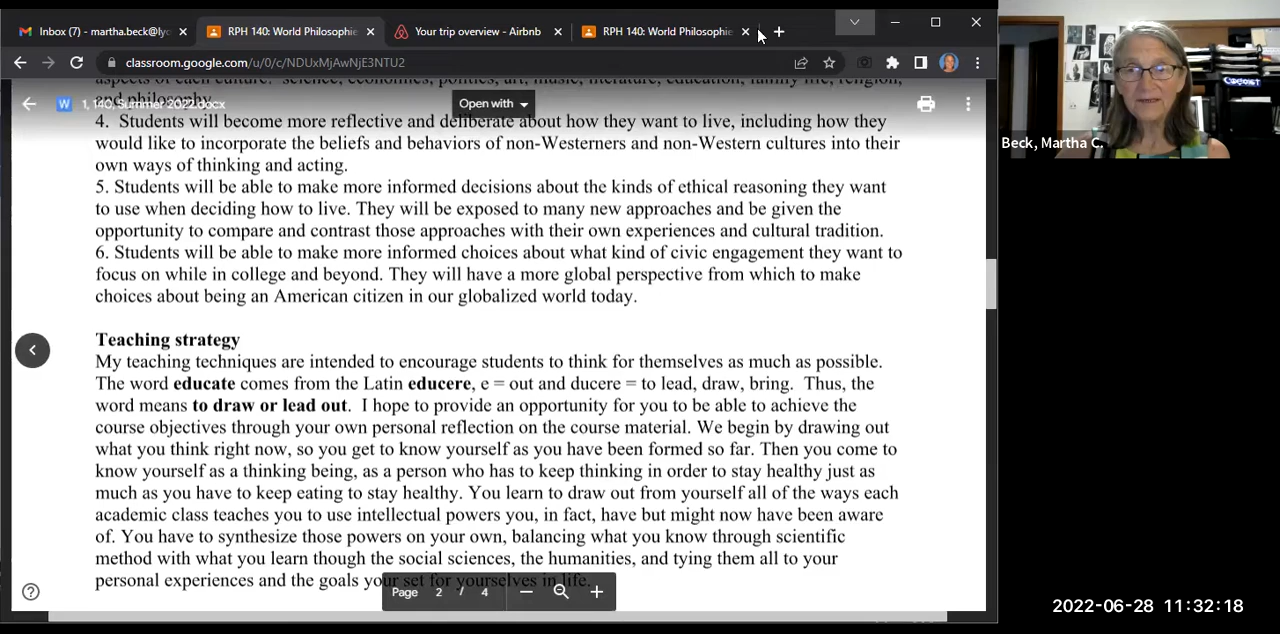 Inbox (7) - martha.beck@lyc
RPH 140: World Philosophie
Your trip overview - Airbnb
RPH 140: World Philosophie
classroom.google.com/u/0/c/NDUxMjAwNjE3NTU2
aspects of each culture: science, economics, politics, art, music, literature, education, family life, religion,
and philosophy.
1, 140, Summer 2022.docx
Open with
4. Students will become more reflective and deliberate about how they want to live, including how they
would like to incorporate the beliefs and behaviors of non-Westerners and non-Western cultures into their
own ways of thinking and acting.
5. Students will be able to make more informed decisions about the kinds of ethical reasoning they want
to use when deciding how to live. They will be exposed to many new approaches and be given the
opportunity to compare and contrast those approaches with their own experiences and cultural tradition.
6. Students will be able to make more informed choices about what kind of civic engagement they want to
focus on while in college and beyond. They will have a more global perspective from which to make
choices about being an American citizen in our globalized world today.
Teaching strategy
My teaching techniques are intended to encourage students to think for themselves as much as possible.
The word educate comes from the Latin educere, e = out and ducere = to lead, draw, bring. Thus, the
word means to draw or lead out. I hope to provide an opportunity for you to be able to achieve the
course objectives through your own personal reflection on the course material. We begin by drawing out
what you think right now, so you get to know yourself as you have been formed so far. Then you come to
know yourself as a thinking being, as a person who has to keep thinking in order to stay healthy just as
much as you have to keep eating to stay healthy. You learn to draw out from yourself all of the ways each
academic class teaches you to use intellectual powers you, in fact, have but might now have been aware
of. You have to synthesize those powers on your own, balancing what you know through scientific
method with what you learn though the social sciences, the humanities, and tying them all to your
personal experiences and the goals your set for yourselves in life.
Page 2 / 4
Beck, Martha C.
2022-06-28 11:32:18